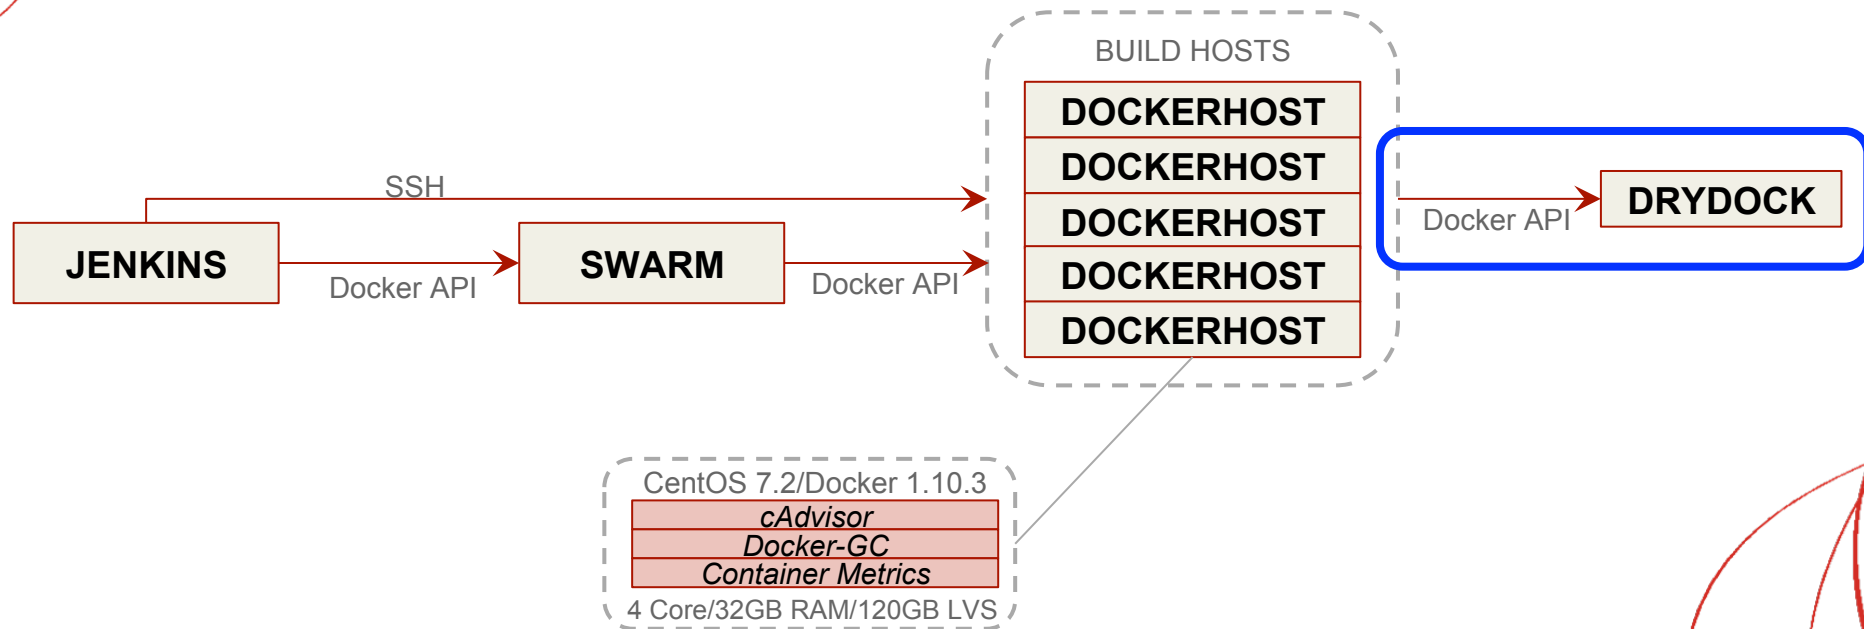 BUILD HOSTS
DOCKERHOST
DOCKERHOST
DOCKERHOST
DOCKERHOST
DOCKERHOST
SSH
JENKINS
Docker API
SWARM
Docker API
Docker API
DRYDOCK
CentOS 7.2/Docker 1.10.3
cAdvisor
Docker-GC
Container Metrics
4 Core/32GB RAM/120GB LVS